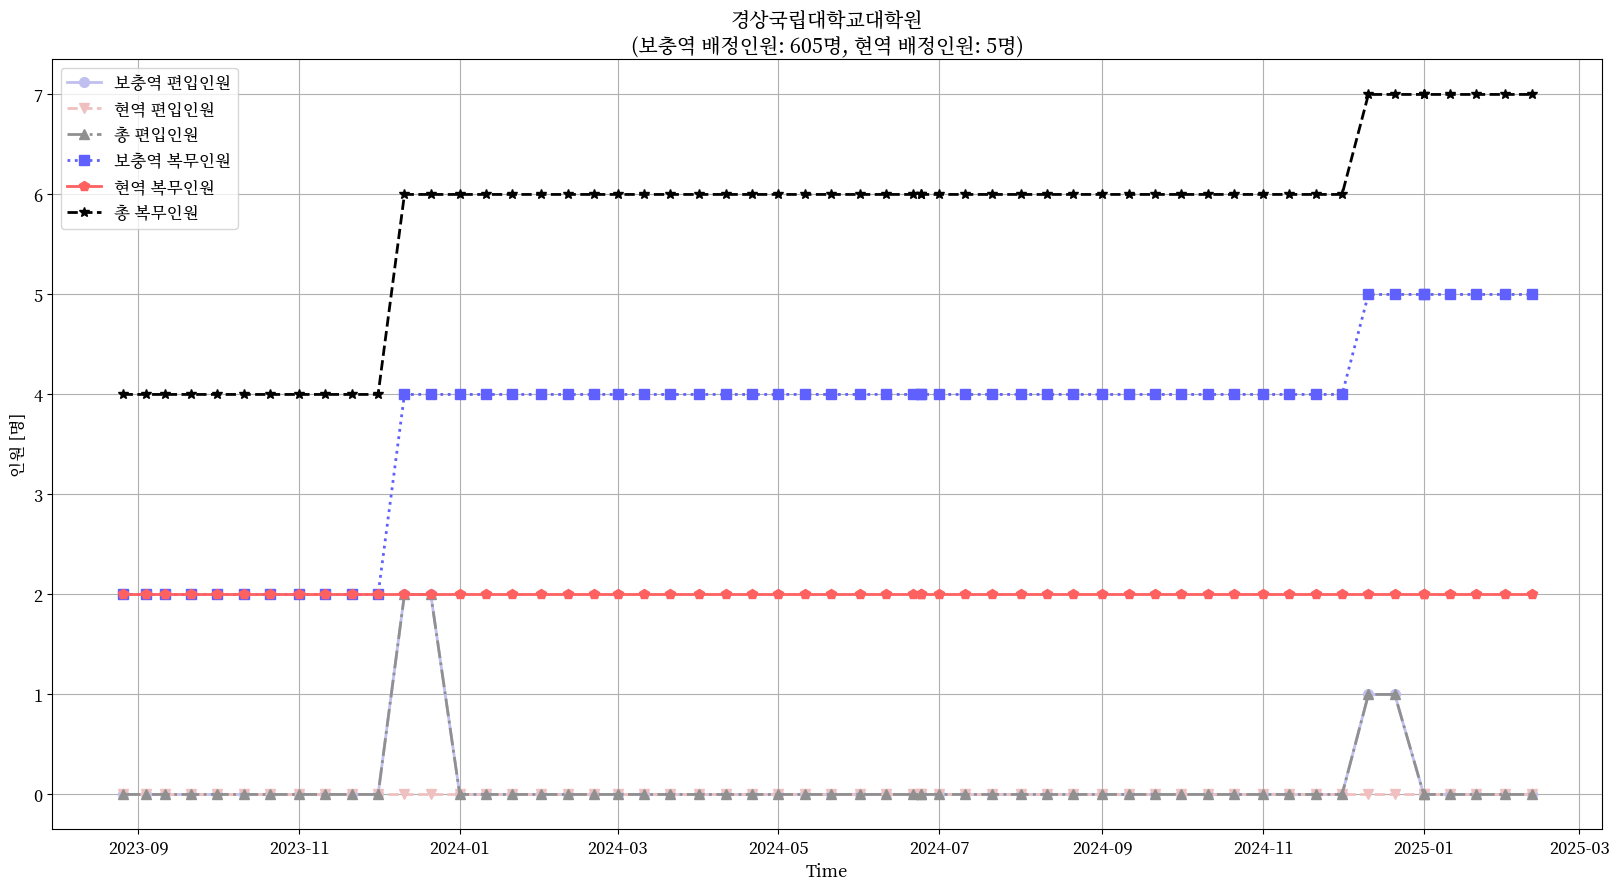 경상국립대학교대학원
(보충역 배정인원: 605명, 현역 배정인원: 5명)
보충역 편입인원
현역 편입인원
총 편입인원
보충역 복무인원
현역 복무인원
총 복무인원
인원 [명]
7
6
5
4
3
2
1
0
2023-09
2023-11
2024-01
2024-03
2024-05
2024-07
2024-09
2024-11
2025-01
2025-03
Time